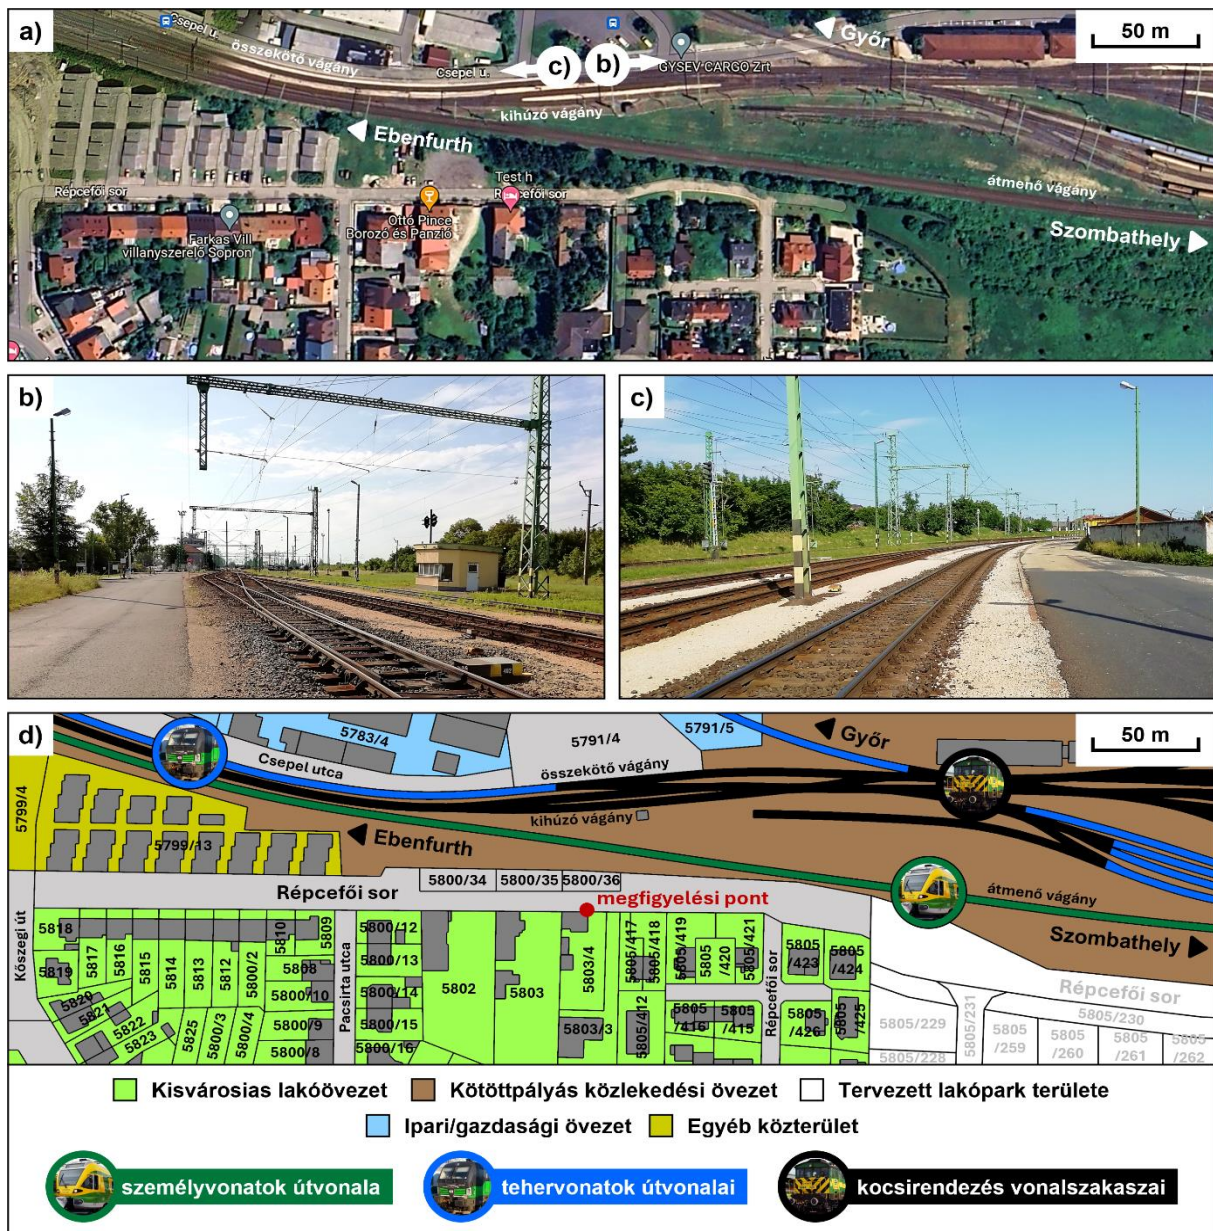 a)
Csepel u.
összekötő vágány
Csepel u.
c)
b)
GYSEV CARGO Zrt
Győr
50 m
kihúzó vágány
Ebenfurth
átmenő vágány
Szombathely
Répcefői sor
Test h
Répcefői sor
Ottó Pince
Borozó és Panzió
Farkas Vill
villanyszerelő Sopron
b)
c)
d)
5783/4
5791/4
5791/5
Győr
50 m
Csepel utca
összekötő vágány
kihúzó vágány
5799/4
5799/13
Ebenfurth
átmenő vágány
Szombathely
Répcefői sor
5800/34
5800/35
5800/36
megfigyelési pont
Kőszegi út
5818
5819
5817
5816
5815
5814
5813
5812
5800/2
5810
5809
5808
5800/10
5800/9
5800/8
5820
5821
5822
5823
5825
5800/3
5800/4
Pacsirta utca
5800/12
5800/13
5800/14
5800/15
5800/16
5802
5803
5803/4
5803/3
5805/417
5805/418
5805/419
5805
/420
5805/421
5805/412
5805
/416
5805
/415
Répcefői sor
5805
/423
5805
/424
5805
/426
5805
/425
Répcefői sor
5805/229
5805/228
5805/231
5805/230
5805
/259
5805
/260
5805
/261
5805
/262
Kisvárosias lakóövezet
Kötöttpályás közlekedési övezet
Tervezett lakópark területe
Ipari/gazdasági övezet
Egyéb közterület
személyvonatok útvonala
tehervonatok útvonalai
kocsirendezés vonalszakaszai